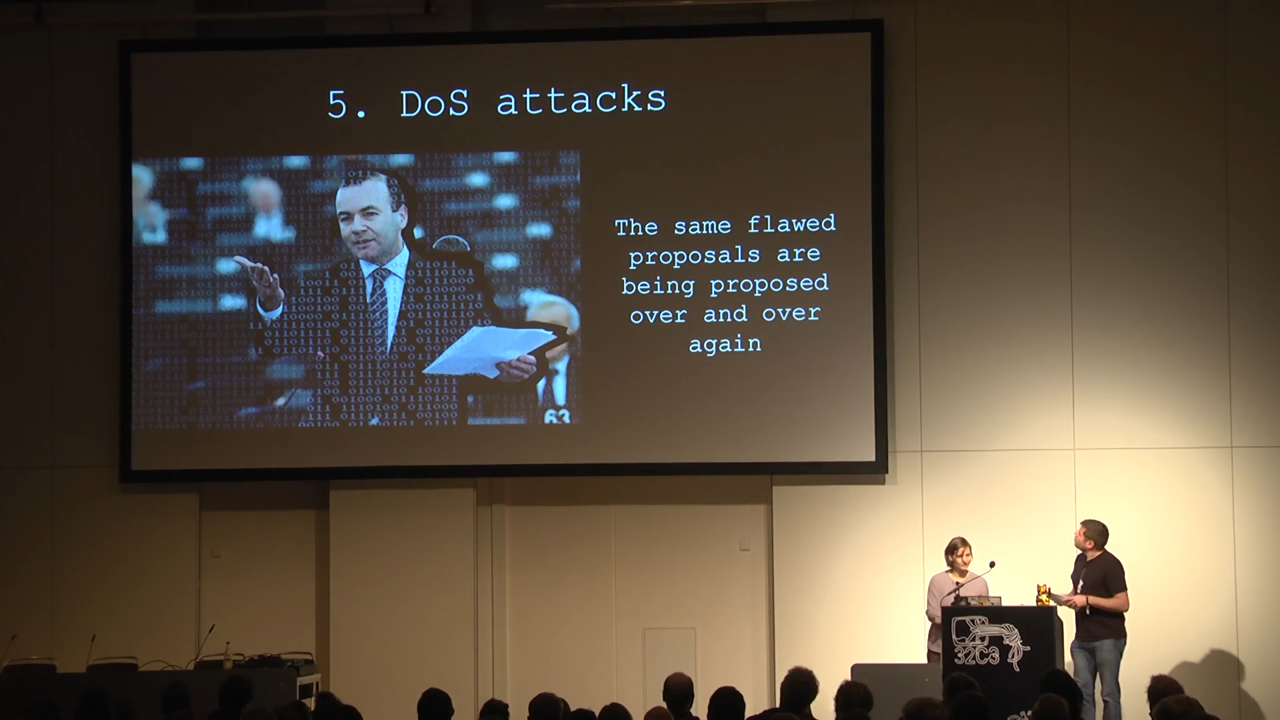 5. DoS attacks
The same flawed
proposals are
being proposed
over and over
again
63
32C3